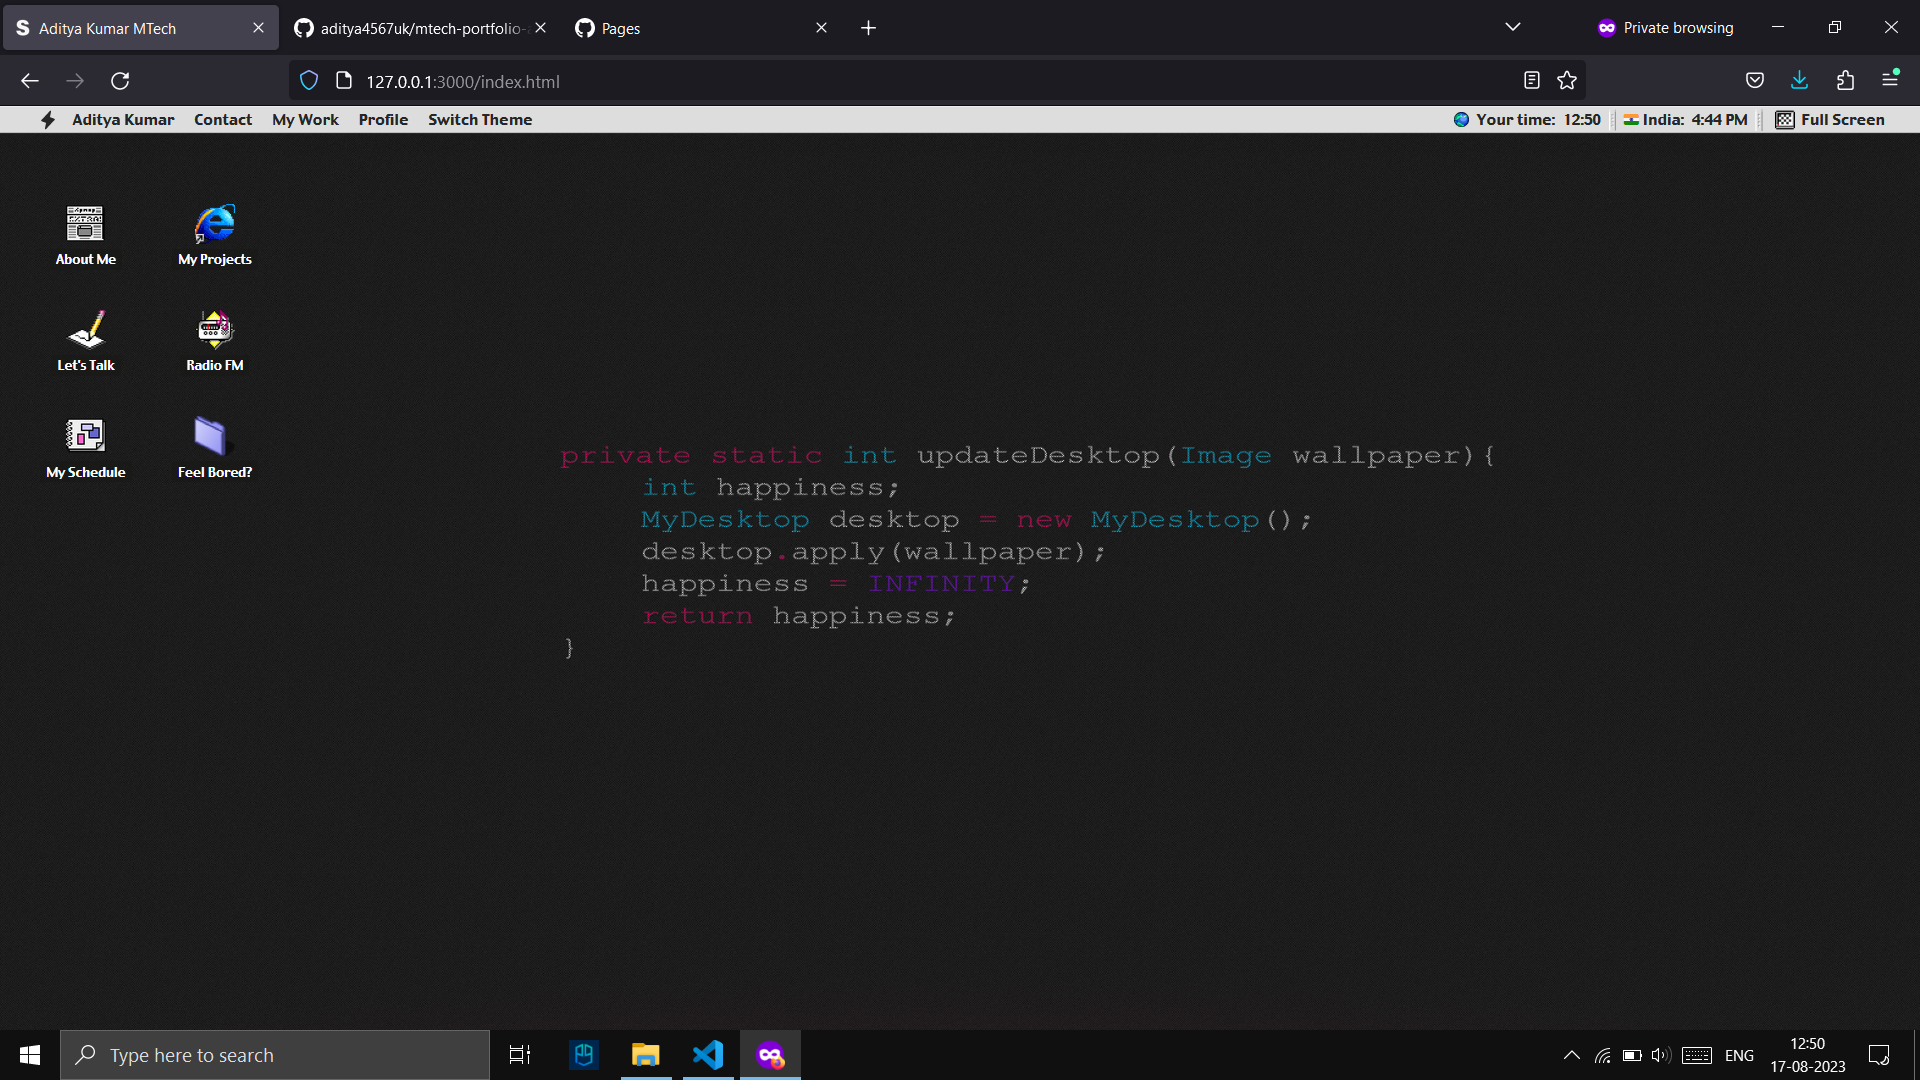 S Aditya Kumar MTech
aditya4567uk/mtech-portfolio-
Pages
Private browsing
127.0.0.1:3000/index.html
Aditya Kumar Contact My Work Profile Switch Theme
Your time: 12:50 India: 4:44 PM Full Screen
About Me My Projects
Let's Talk Radio FM
My Schedule Feel Bored?
private static int updateDesktop(Image wallpaper){
int happiness;
MyDesktop desktop = new MyDesktop();
desktop.apply(wallpaper);
happiness = INFINITY;
return happiness;
}
Type here to search
ENG
12:50
17-08-2023